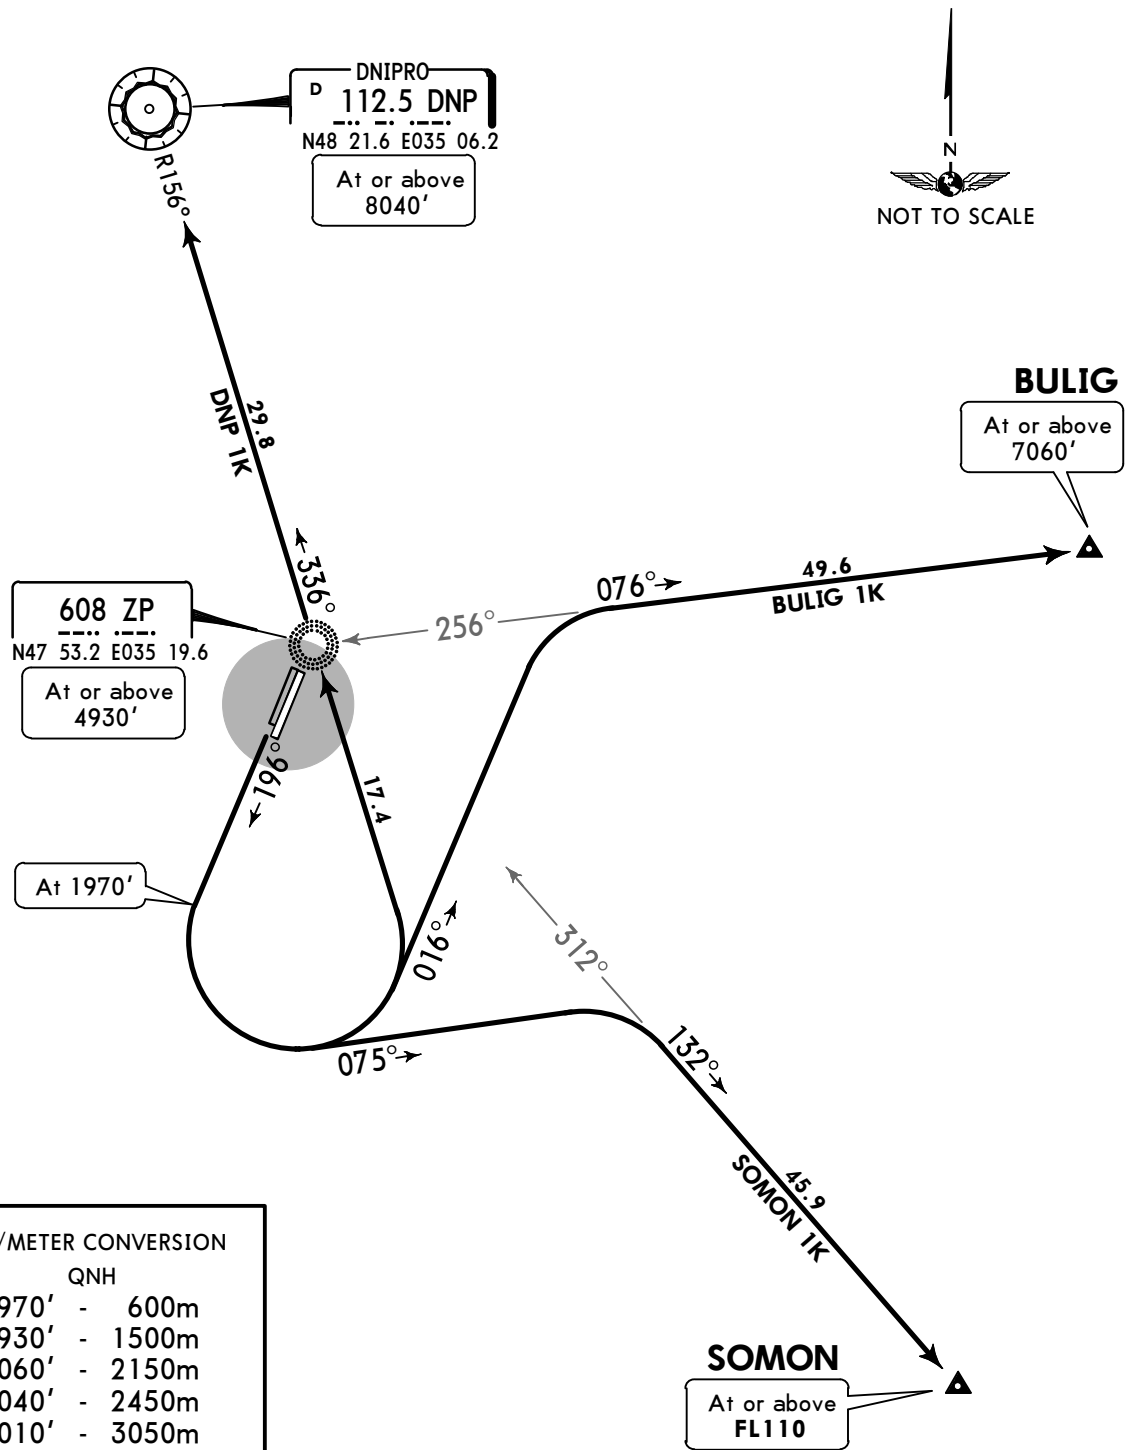 DNIPRO
D 112.5 DNP
N48 21.6 E035 06.2
At or above
8040'
R156°
N
NOT TO SCALE
29.8
DNP 1K
BULIG
At or above
7060'
336°
076°
49.6
BULIG 1K
256°
608 ZP
N47 53.2 E035 19.6
At or above
4930'
196°
17.4
At 1970'
016°
312°
075°
132°
45.9
SOMON 1K
/METER CONVERSION
QNH
970' - 600m
930' - 1500m
060' - 2150m
040' - 2450m
010' - 3050m
SOMON
At or above
FL110